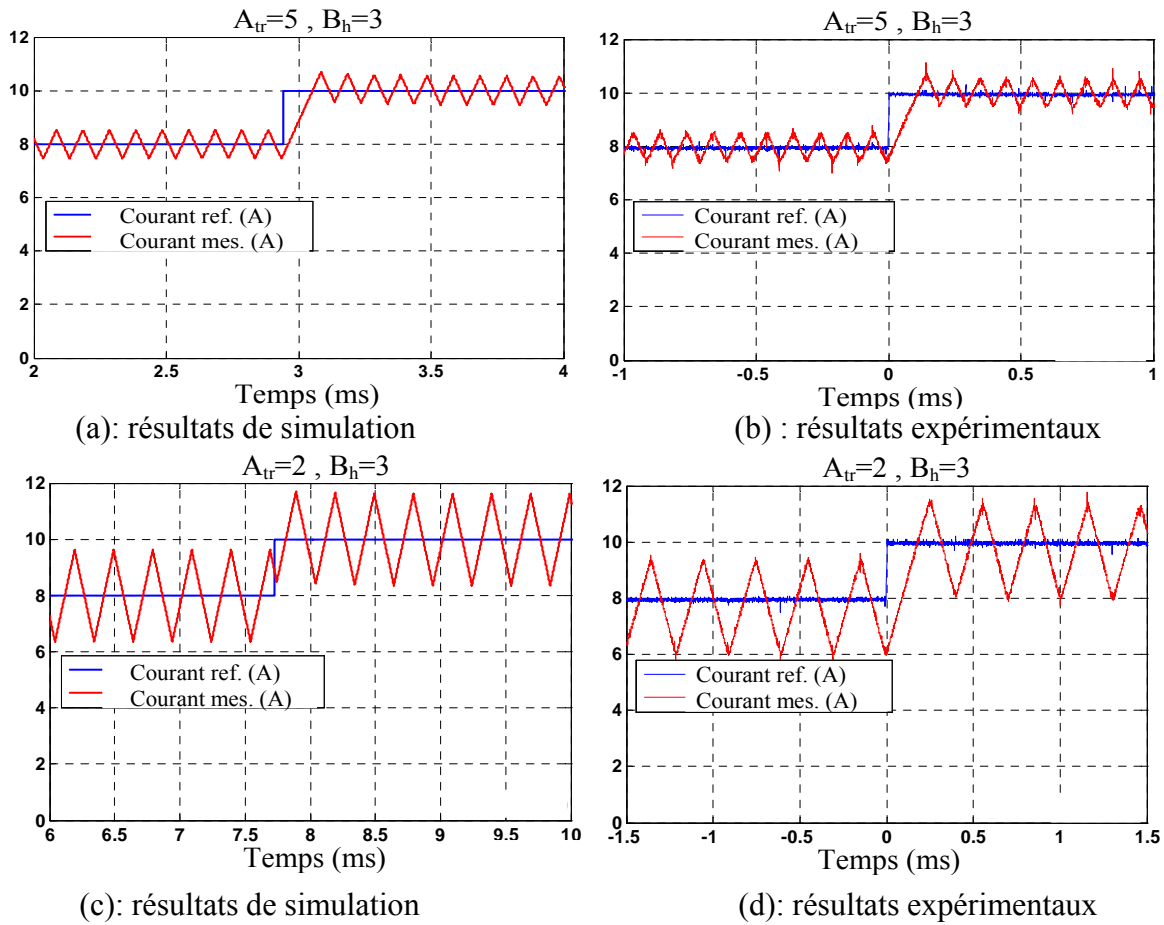 A_tr=5 , B_h=3
12
10
8
6
4
2
0
Courant ref. (A)
Courant mes. (A)
2 2.5 3 3.5 4
Temps (ms)
(a): résultats de simulation
A_tr=5 , B_h=3
12
10
8
6
4
2
0
Courant ref. (A)
Courant mes. (A)
-1 -0.5 0 0.5 1
Temps (ms)
(b) : résultats expérimentaux
A_tr=2 , B_h=3
12
10
8
6
4
2
0
Courant ref. (A)
Courant mes. (A)
6 6.5 7 7.5 8 8.5 9 9.5 10
Temps (ms)
(c): résultats de simulation
A_tr=2 , B_h=3
12
10
8
6
4
2
0
Courant ref. (A)
Courant mes. (A)
-1.5 -1 -0.5 0 0.5 1 1.5
Temps (ms)
(d): résultats expérimentaux